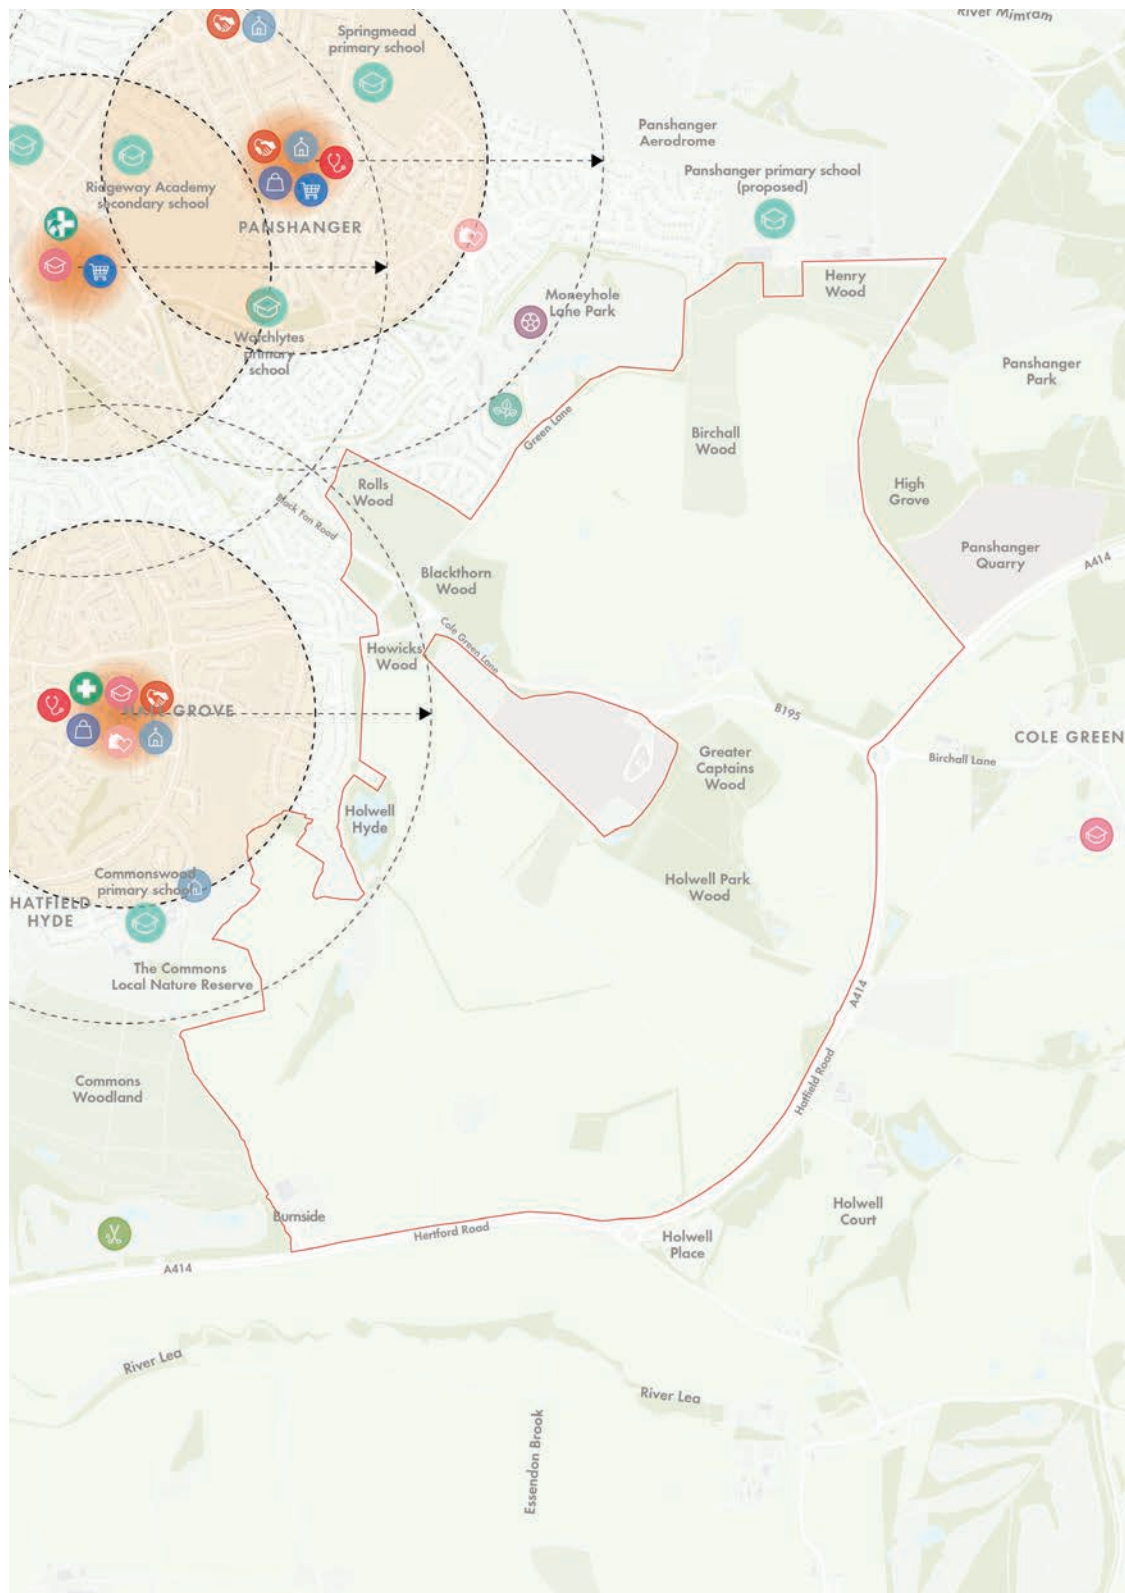 River Mimram
Springmead
primary school
Panshanger
Aerodrome
Panshanger primary school
(proposed)
Ridgeway Academy
secondary school
PANSHANGER
Henry
Wood
Moneyhole
Lane Park
Watchlytes
primary
school
Panshanger
Park
Green Lane
Birchall
Wood
Rolls
Wood
High
Grove
Black Fan Road
Panshanger
Quarry
A414
Blackthorn
Wood
Cole Green Lane
Howicks
Wood
HALL GROVE
B195
COLE GREEN
Greater
Captains
Wood
Birchall Lane
Holwell
Hyde
Commonswood
primary school
Holwell Park
Wood
HATFIELD
HYDE
The Commons
Local Nature Reserve
A414
Hatfield Road
Commons
Woodland
Holwell
Court
Burnside
Hertford Road
Holwell
Place
A414
River Lea
River Lea
Essendon Brook